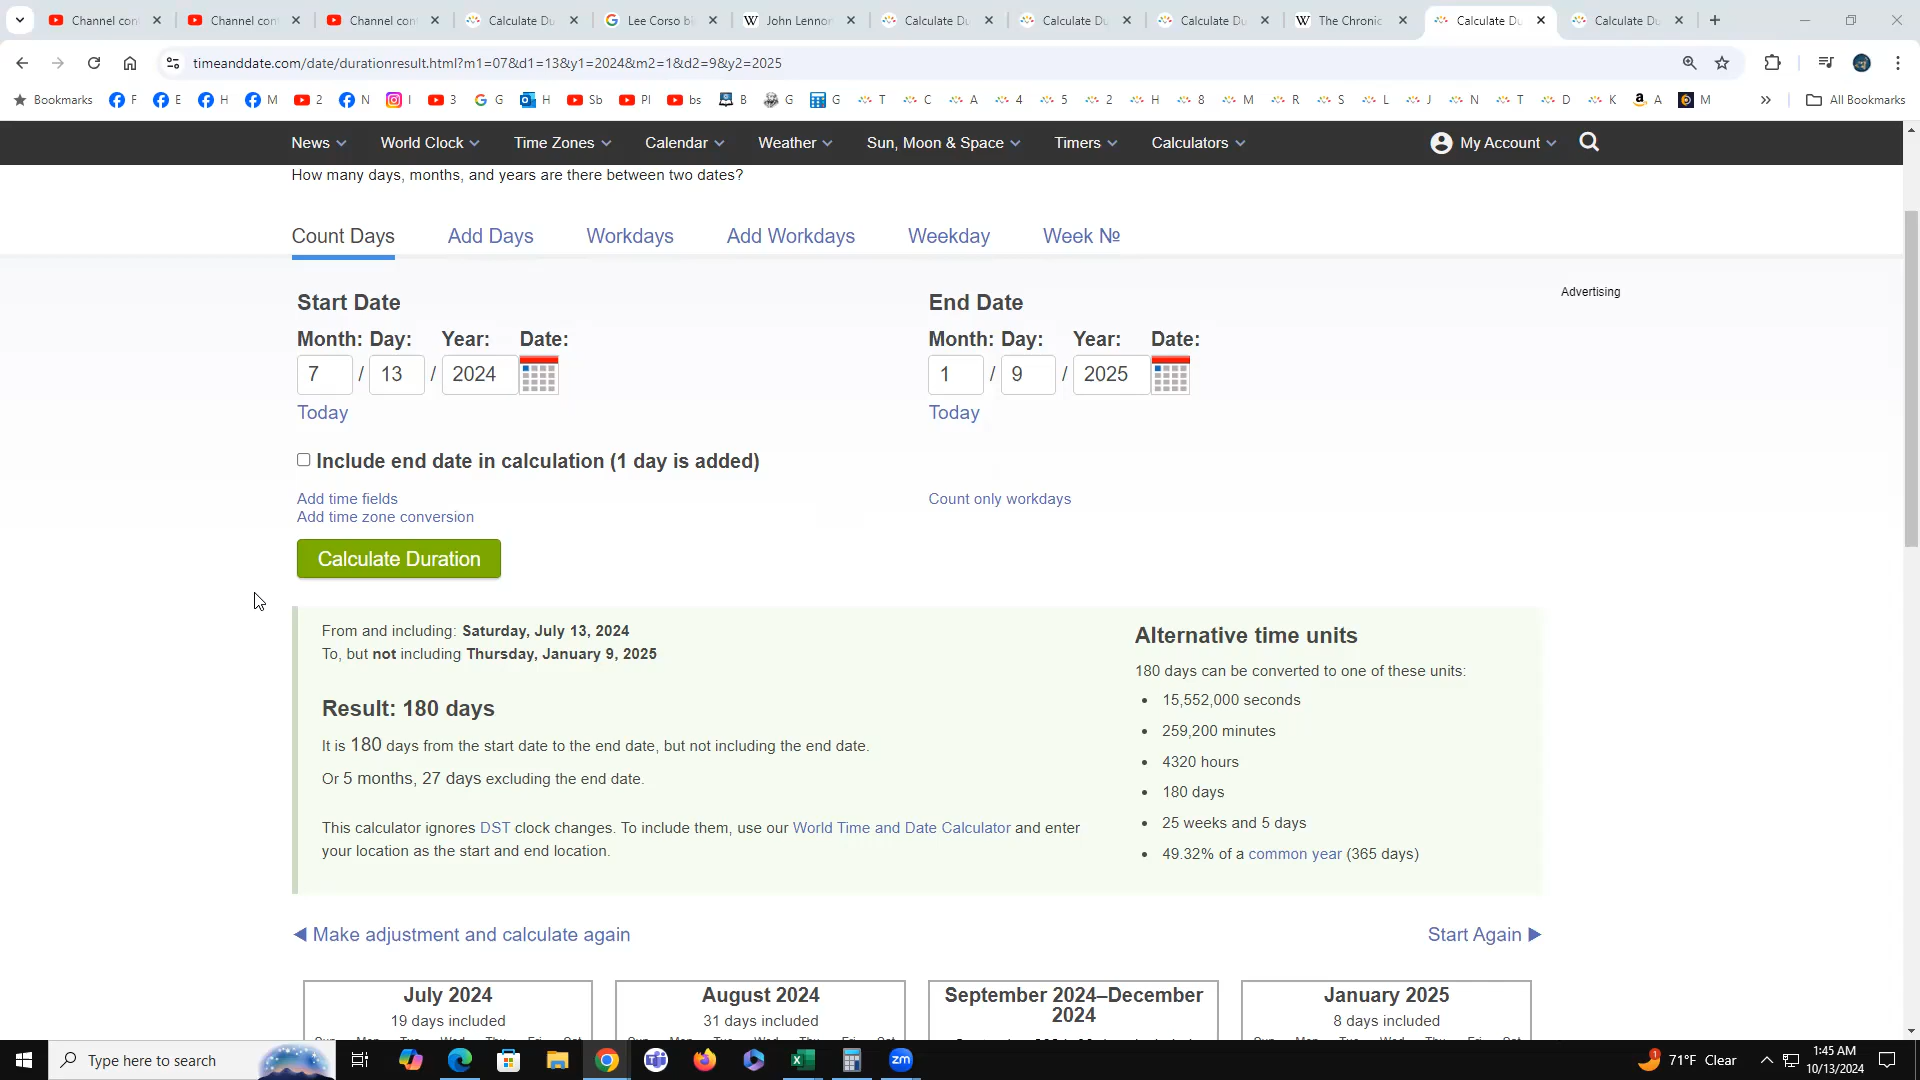 Channel con
Channel con
Channel con
Calculate Du
Lee Corso bi
John Lennon
Calculate Du
Calculate Du
Calculate Du
The Chronic
Calculate Du
Calculate Du
timeanddate.com/date/durationresult.html?m1=07&d1=13&y1=2024&m2=1&d2=9&y2=2025
Bookmarks F E H M 2 N I 3 G H Sb Pl bs B G G T C A 4 5 2 H 8 M R S L J N T D K A M » All Bookmarks
News World Clock Time Zones Calendar Weather Sun, Moon & Space Timers Calculators My Account
How many days, months, and years are there between two dates?
Count Days Add Days Workdays Add Workdays Weekday Week №
Advertising
Start Date End Date
Month: Day: Year: Date: Month: Day: Year: Date:
7 / 13 / 2024 1 / 9 / 2025
Today Today
Include end date in calculation (1 day is added)
Add time fields Count only workdays
Add time zone conversion
Calculate Duration
From and including: Saturday, July 13, 2024
To, but not including Thursday, January 9, 2025
Result: 180 days
It is 180 days from the start date to the end date, but not including the end date.
Or 5 months, 27 days excluding the end date.
This calculator ignores DST clock changes. To include them, use our World Time and Date Calculator and enter
your location as the start and end location.
Alternative time units
180 days can be converted to one of these units:
• 15,552,000 seconds
• 259,200 minutes
• 4320 hours
• 180 days
• 25 weeks and 5 days
• 49.32% of a common year (365 days)
◀ Make adjustment and calculate again Start Again ▶
July 2024 August 2024 September 2024–December
2024 January 2025
19 days included 31 days included 8 days included
Type here to search
zm
1
71°F Clear
1:45 AM
10/13/2024